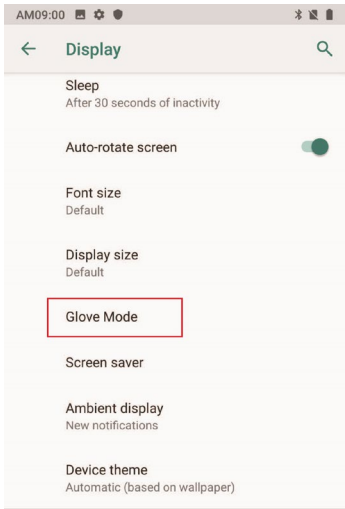 AM09:00
Display
Sleep
After 30 seconds of inactivity
Auto-rotate screen
Font size
Default
Display size
Default
Glove Mode
Screen saver
Ambient display
New notifications
Device theme
Automatic (based on wallpaper)